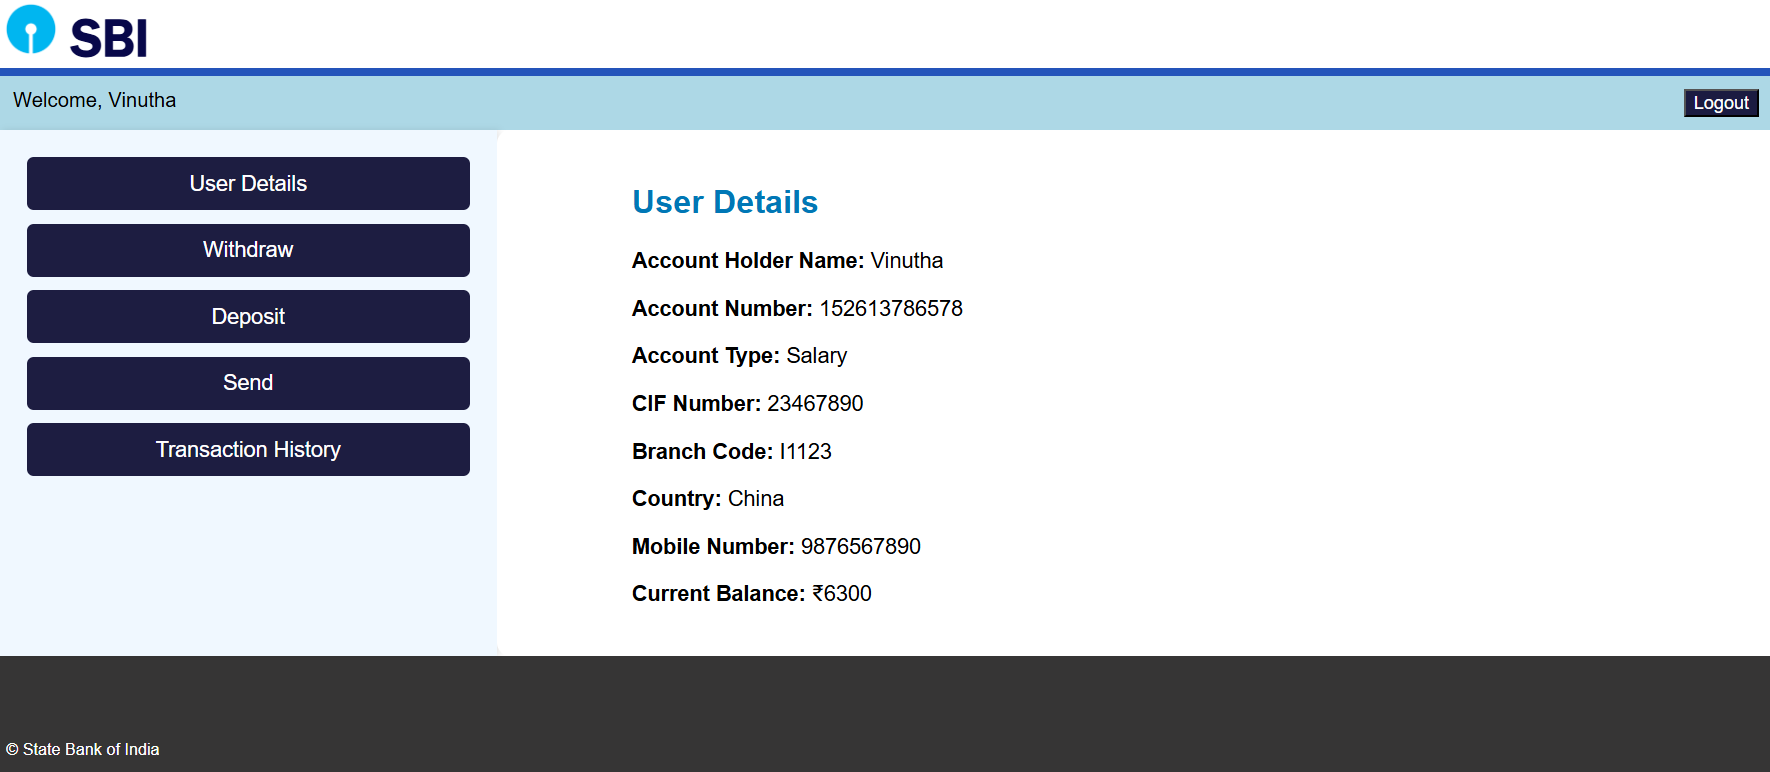 SBI
Welcome, Vinutha
Logout
User Details
Withdraw
Deposit
Send
Transaction History
User Details
Account Holder Name: Vinutha
Account Number: 152613786578
Account Type: Salary
CIF Number: 23467890
Branch Code: I1123
Country: China
Mobile Number: 9876567890
Current Balance: ₹6300
© State Bank of India